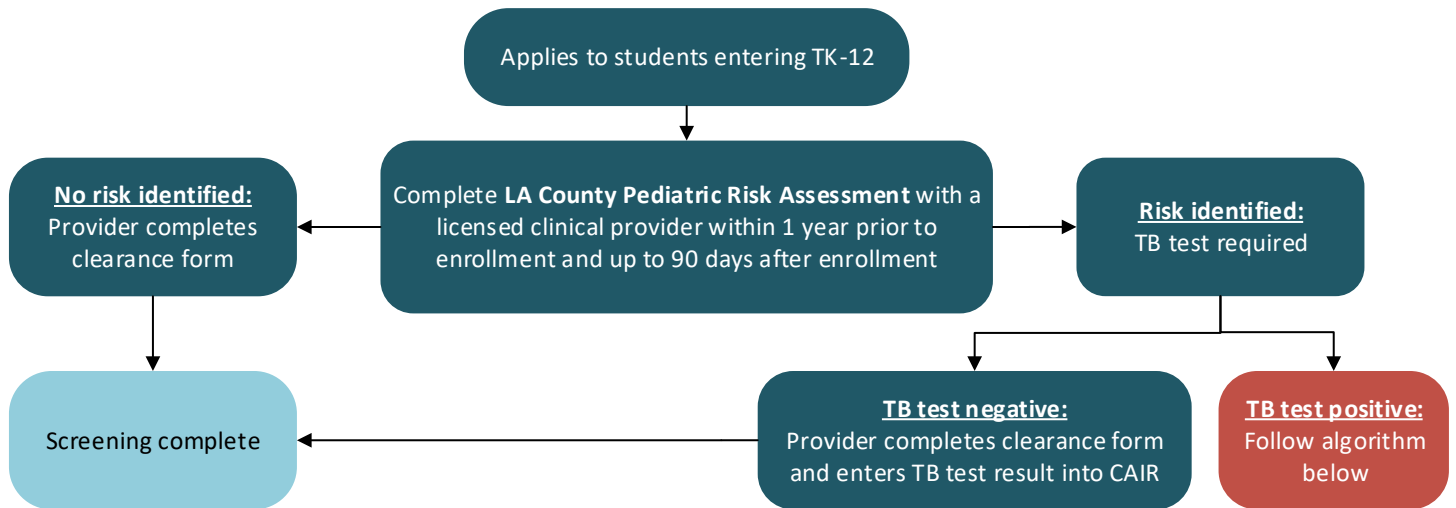 Applies to students entering TK-12
Complete LA County Pediatric Risk Assessment with a
licensed clinical provider within 1 year prior to
enrollment and up to 90 days after enrollment
No risk identified:
Provider completes
clearance form
Risk identified:
TB test required
Screening complete
TB test negative:
Provider completes clearance form
and enters TB test result into CAIR
TB test positive:
Follow algorithm
below